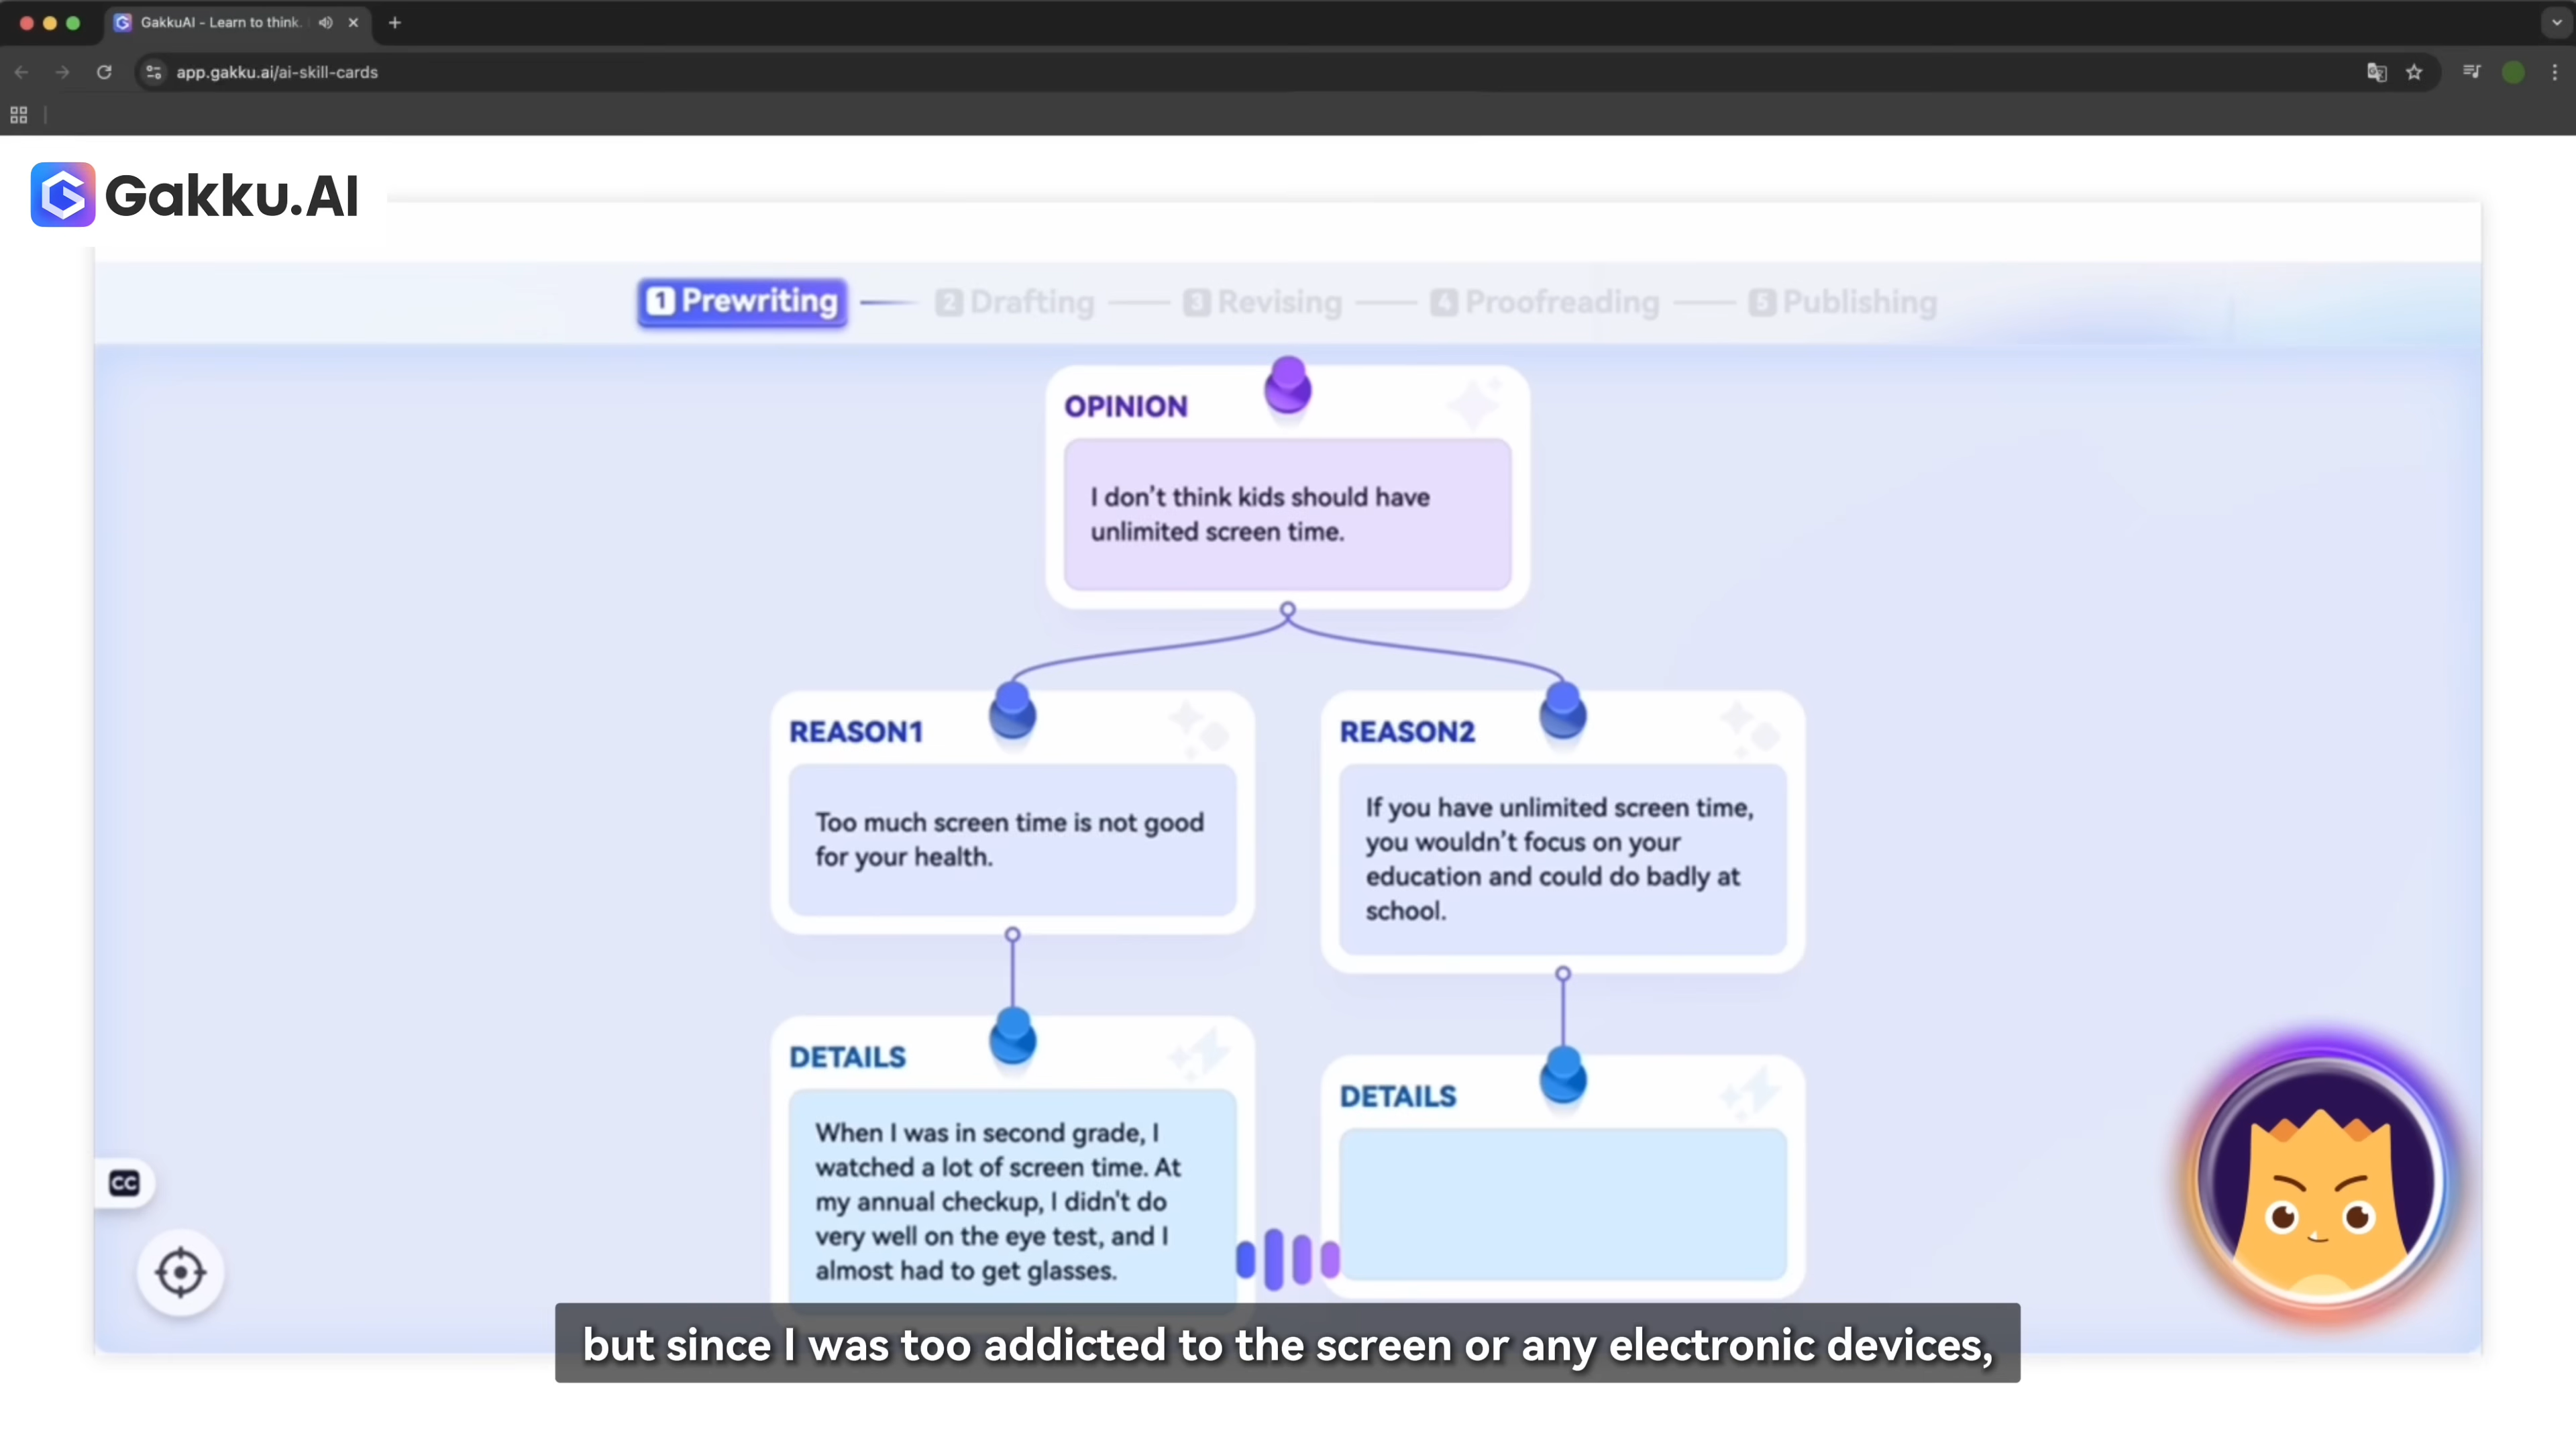 GakkuAI - Learn to think.
app.gakku.ai/ai-skill-cards
Gakku.AI
1 Prewriting
2 Drafting
3 Revising
4 Proofreading
5 Publishing
OPINION
I don't think kids should have
unlimited screen time.
REASON1
Too much screen time is not good
for your health.
REASON2
If you have unlimited screen time,
you wouldn't focus on your
education and could do badly at
school.
DETAILS
When I was in second grade, I
watched a lot of screen time. At
my annual checkup, I didn't do
very well on the eye test, and I
almost had to get glasses.
DETAILS
CC
but since I was too addicted to the screen or any electronic devices,